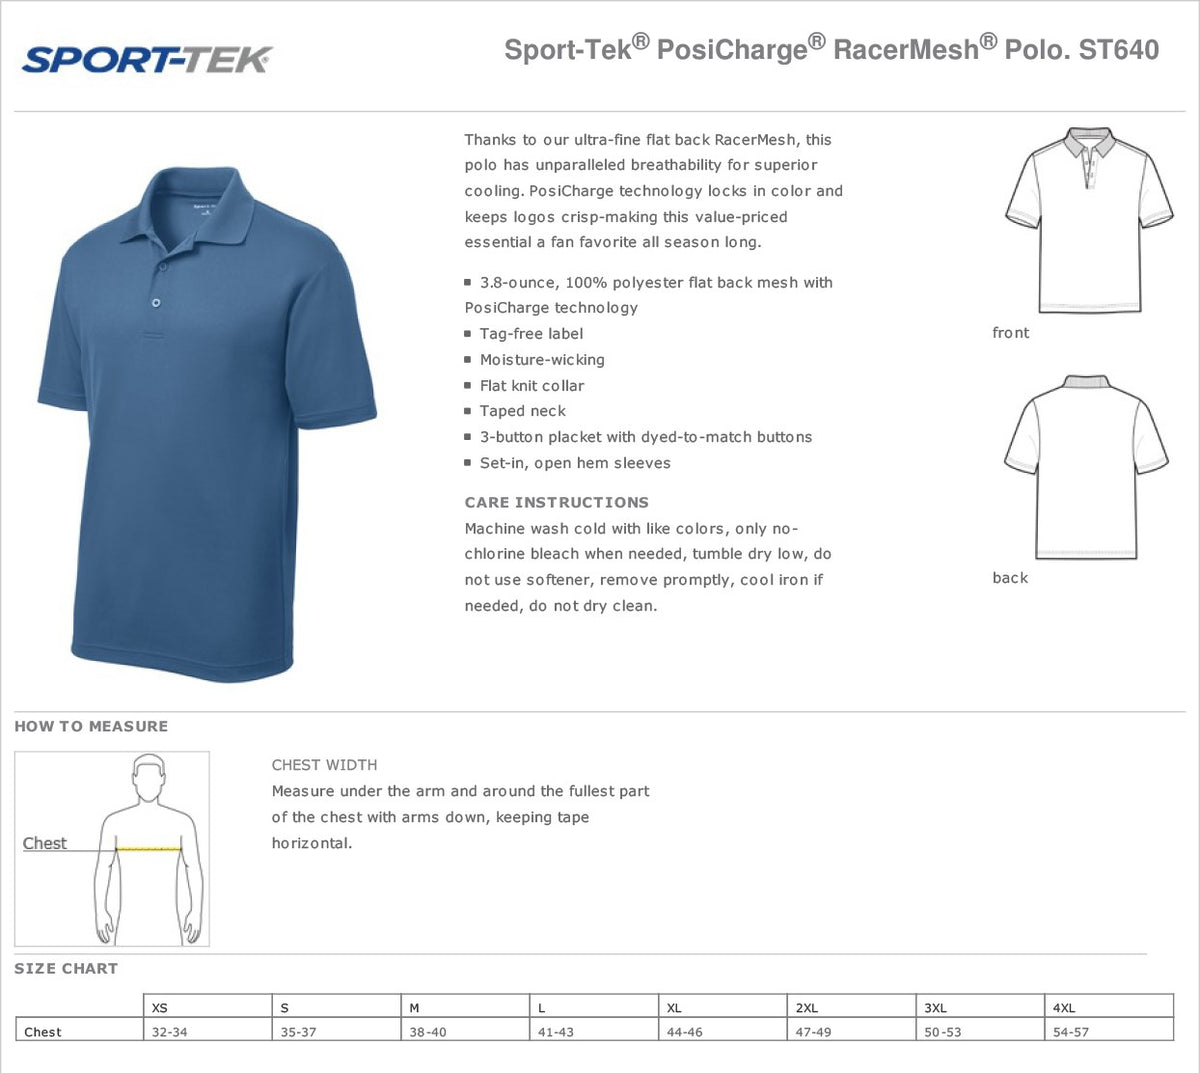 SPORT-TEK®
Sport-Tek® PosiCharge® RacerMesh® Polo. ST640
Thanks to our ultra-fine flat back RacerMesh, this
polo has unparalleled breathability for superior
cooling. PosiCharge technology locks in color and
keeps logos crisp-making this value-priced
essential a fan favorite all season long.
▪ 3.8-ounce, 100% polyester flat back mesh with
PosiCharge technology
▪ Tag-free label
▪ Moisture-wicking
▪ Flat knit collar
▪ Taped neck
▪ 3-button placket with dyed-to-match buttons
▪ Set-in, open hem sleeves
CARE INSTRUCTIONS
Machine wash cold with like colors, only no-
chlorine bleach when needed, tumble dry low, do
not use softener, remove promptly, cool iron if
needed, do not dry clean.
front
back
HOW TO MEASURE
Chest
CHEST WIDTH
Measure under the arm and around the fullest part
of the chest with arms down, keeping tape
horizontal.
SIZE CHART
XS S M L XL 2XL 3XL 4XL
Chest 32-34 35-37 38-40 41-43 44-46 47-49 50-53 54-57